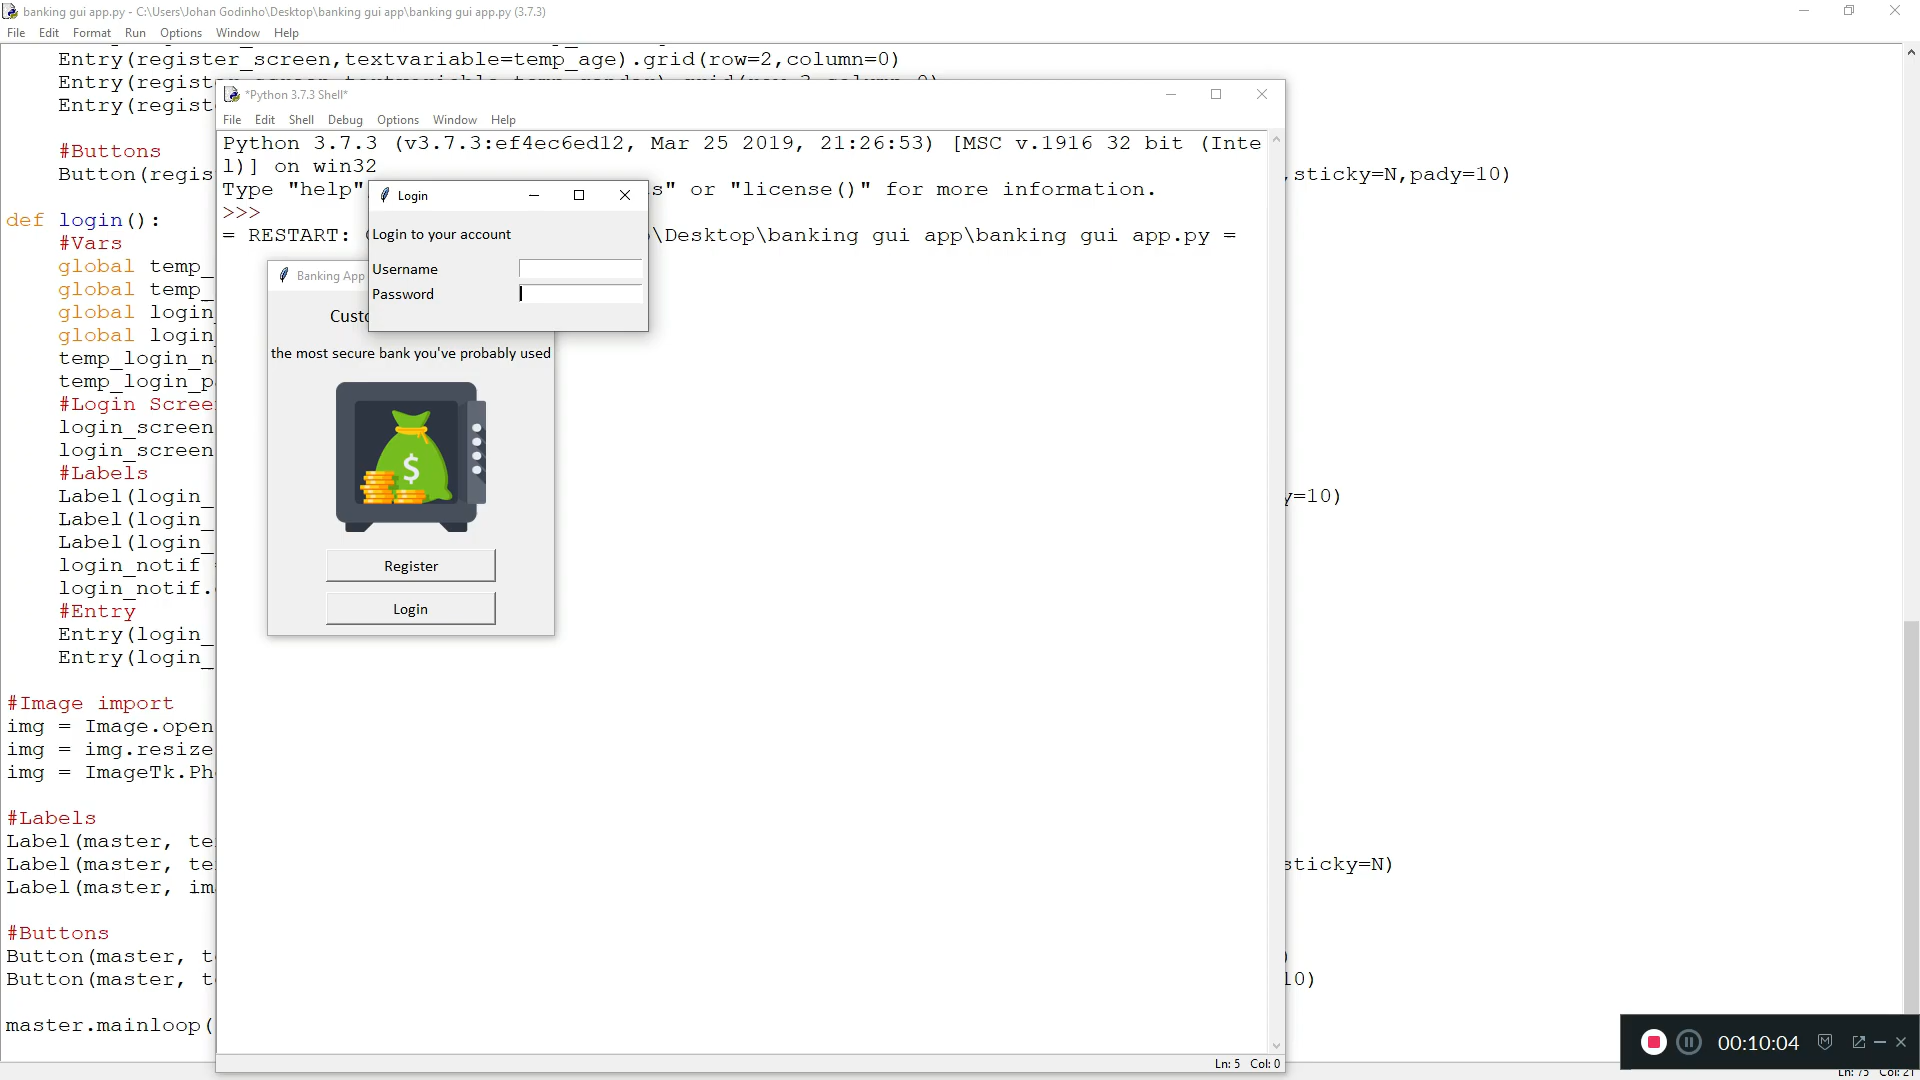 banking gui app.py - C:\Users\Johan Godinho\Desktop\banking gui app\banking gui app.py (3.7.3)
File Edit Format Run Options Window Help
Entry(register_screen,textvariable=temp_age).grid(row=2,column=0)
Entry(regist
Entry(regist
#Buttons
Button(regis
,sticky=N,pady=10)
def login():
#Vars
global temp_
global temp_
global login
global login
temp_login_n
temp_login_p
#Login Scree
login_screen
login_screen
#Labels
Label(login_
y=10)
Label(login_
Label(login_
login_notif
login_notif.
#Entry
Entry(login_
Entry(login_
#Image import
img = Image.open
img = img.resize
img = ImageTk.Ph
#Labels
Label(master, te
Label(master, te
sticky=N)
Label(master, im
#Buttons
Button(master, t
Button(master, t
10)
master.mainloop(
*Python 3.7.3 Shell*
File Edit Shell Debug Options Window Help
Python 3.7.3 (v3.7.3:ef4ec6ed12, Mar 25 2019, 21:26:53) [MSC v.1916 32 bit (Inte
l)] on win32
Type "help"
s" or "license()" for more information.
>>>
= RESTART:
\Desktop\banking gui app\banking gui app.py =
Ln: 5 Col: 0
Login
Login to your account
Username
Password
Banking App
Custo
the most secure bank you've probably used
$
Register
Login
00:10:04
Ln: 75 Col: 21